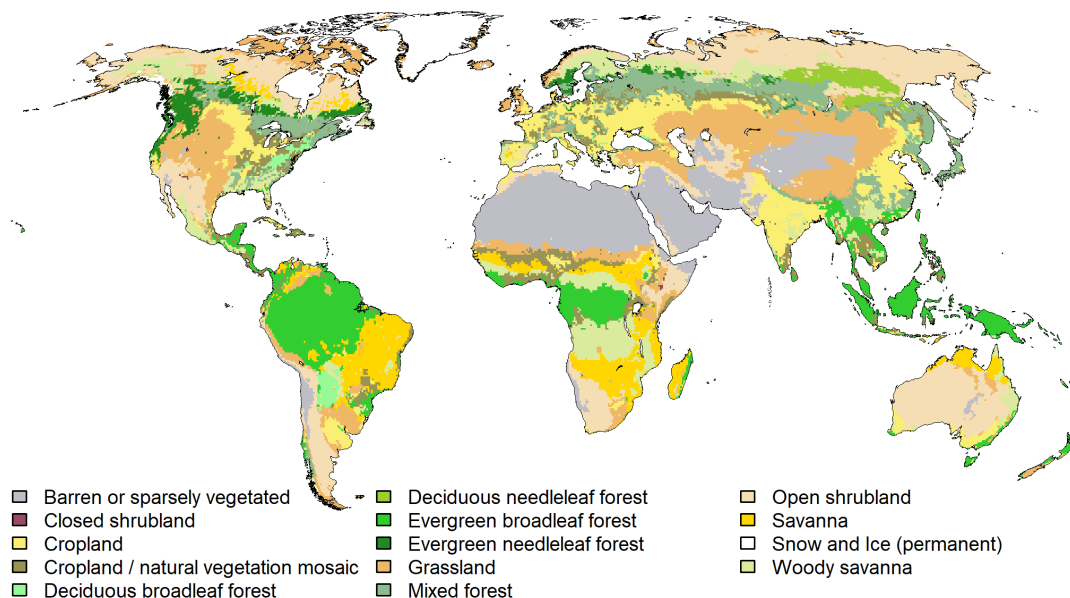 Barren or sparsely vegetated
Closed shrubland
Cropland
Cropland / natural vegetation mosaic
Deciduous broadleaf forest
Deciduous needleleaf forest
Evergreen broadleaf forest
Evergreen needleleaf forest
Grassland
Mixed forest
Open shrubland
Savanna
Snow and Ice (permanent)
Woody savanna